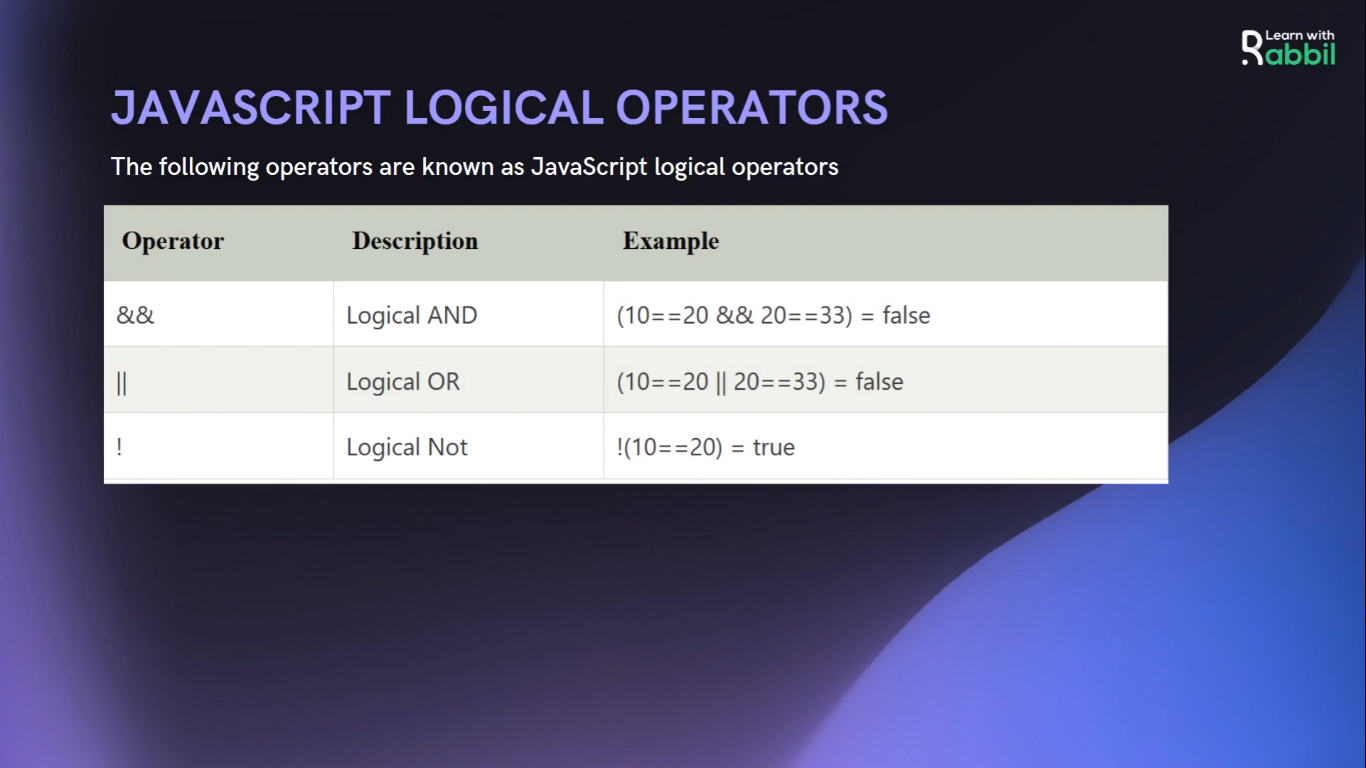 Learn with
Rabbil
JAVASCRIPT LOGICAL OPERATORS
The following operators are known as JavaScript logical operators
Operator Description Example
&& Logical AND (10==20 && 20==33) = false
|| Logical OR (10==20 || 20==33) = false
! Logical Not !(10==20) = true